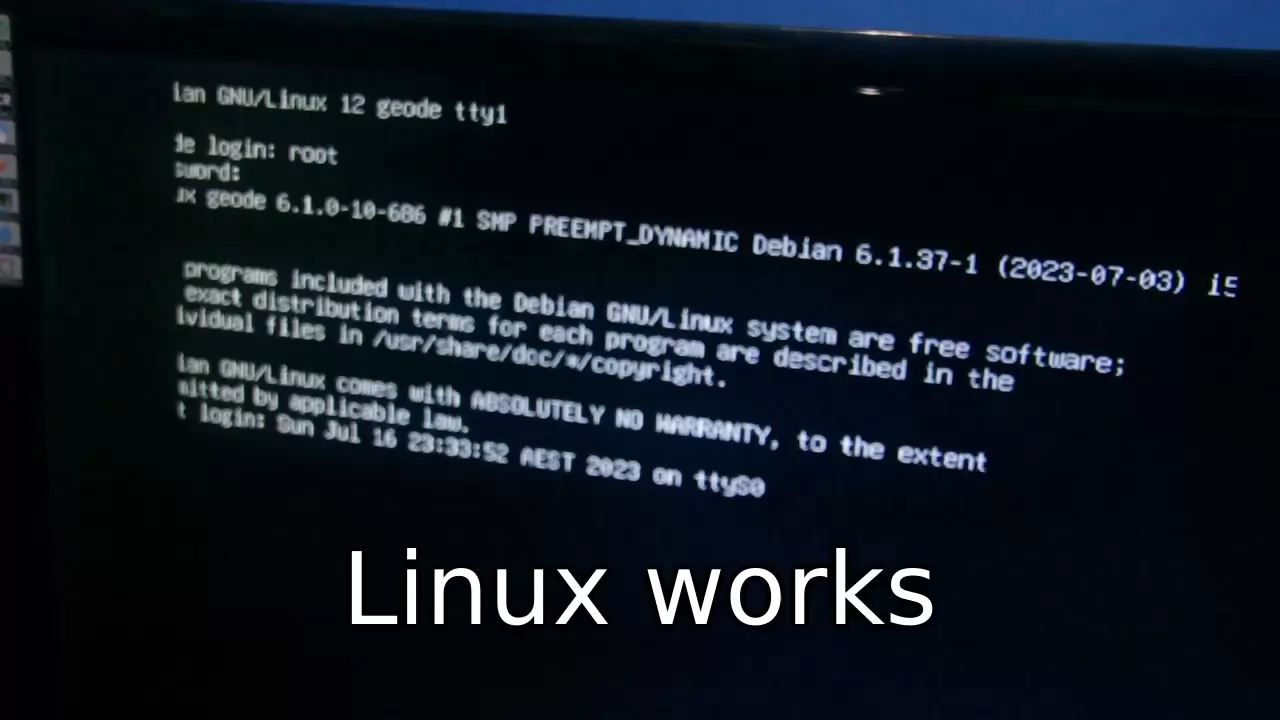 ian GNU/Linux 12 geode tty1
de login: root
sword:
ux geode 6.1.0-10-686 #1 SMP PREEMPT_DYNAMIC Debian 6.1.37-1 (2023-07-03) i5
programs included with the Debian GNU/Linux system are free software;
exact distribution terms for each program are described in the
ividual files in /usr/share/doc/*/copyright.
ian GNU/Linux comes with ABSOLUTELY NO WARRANTY, to the extent
mitted by applicable law.
t login: Sun Jul 16 23:33:52 AEST 2023 on ttyS0
Linux works